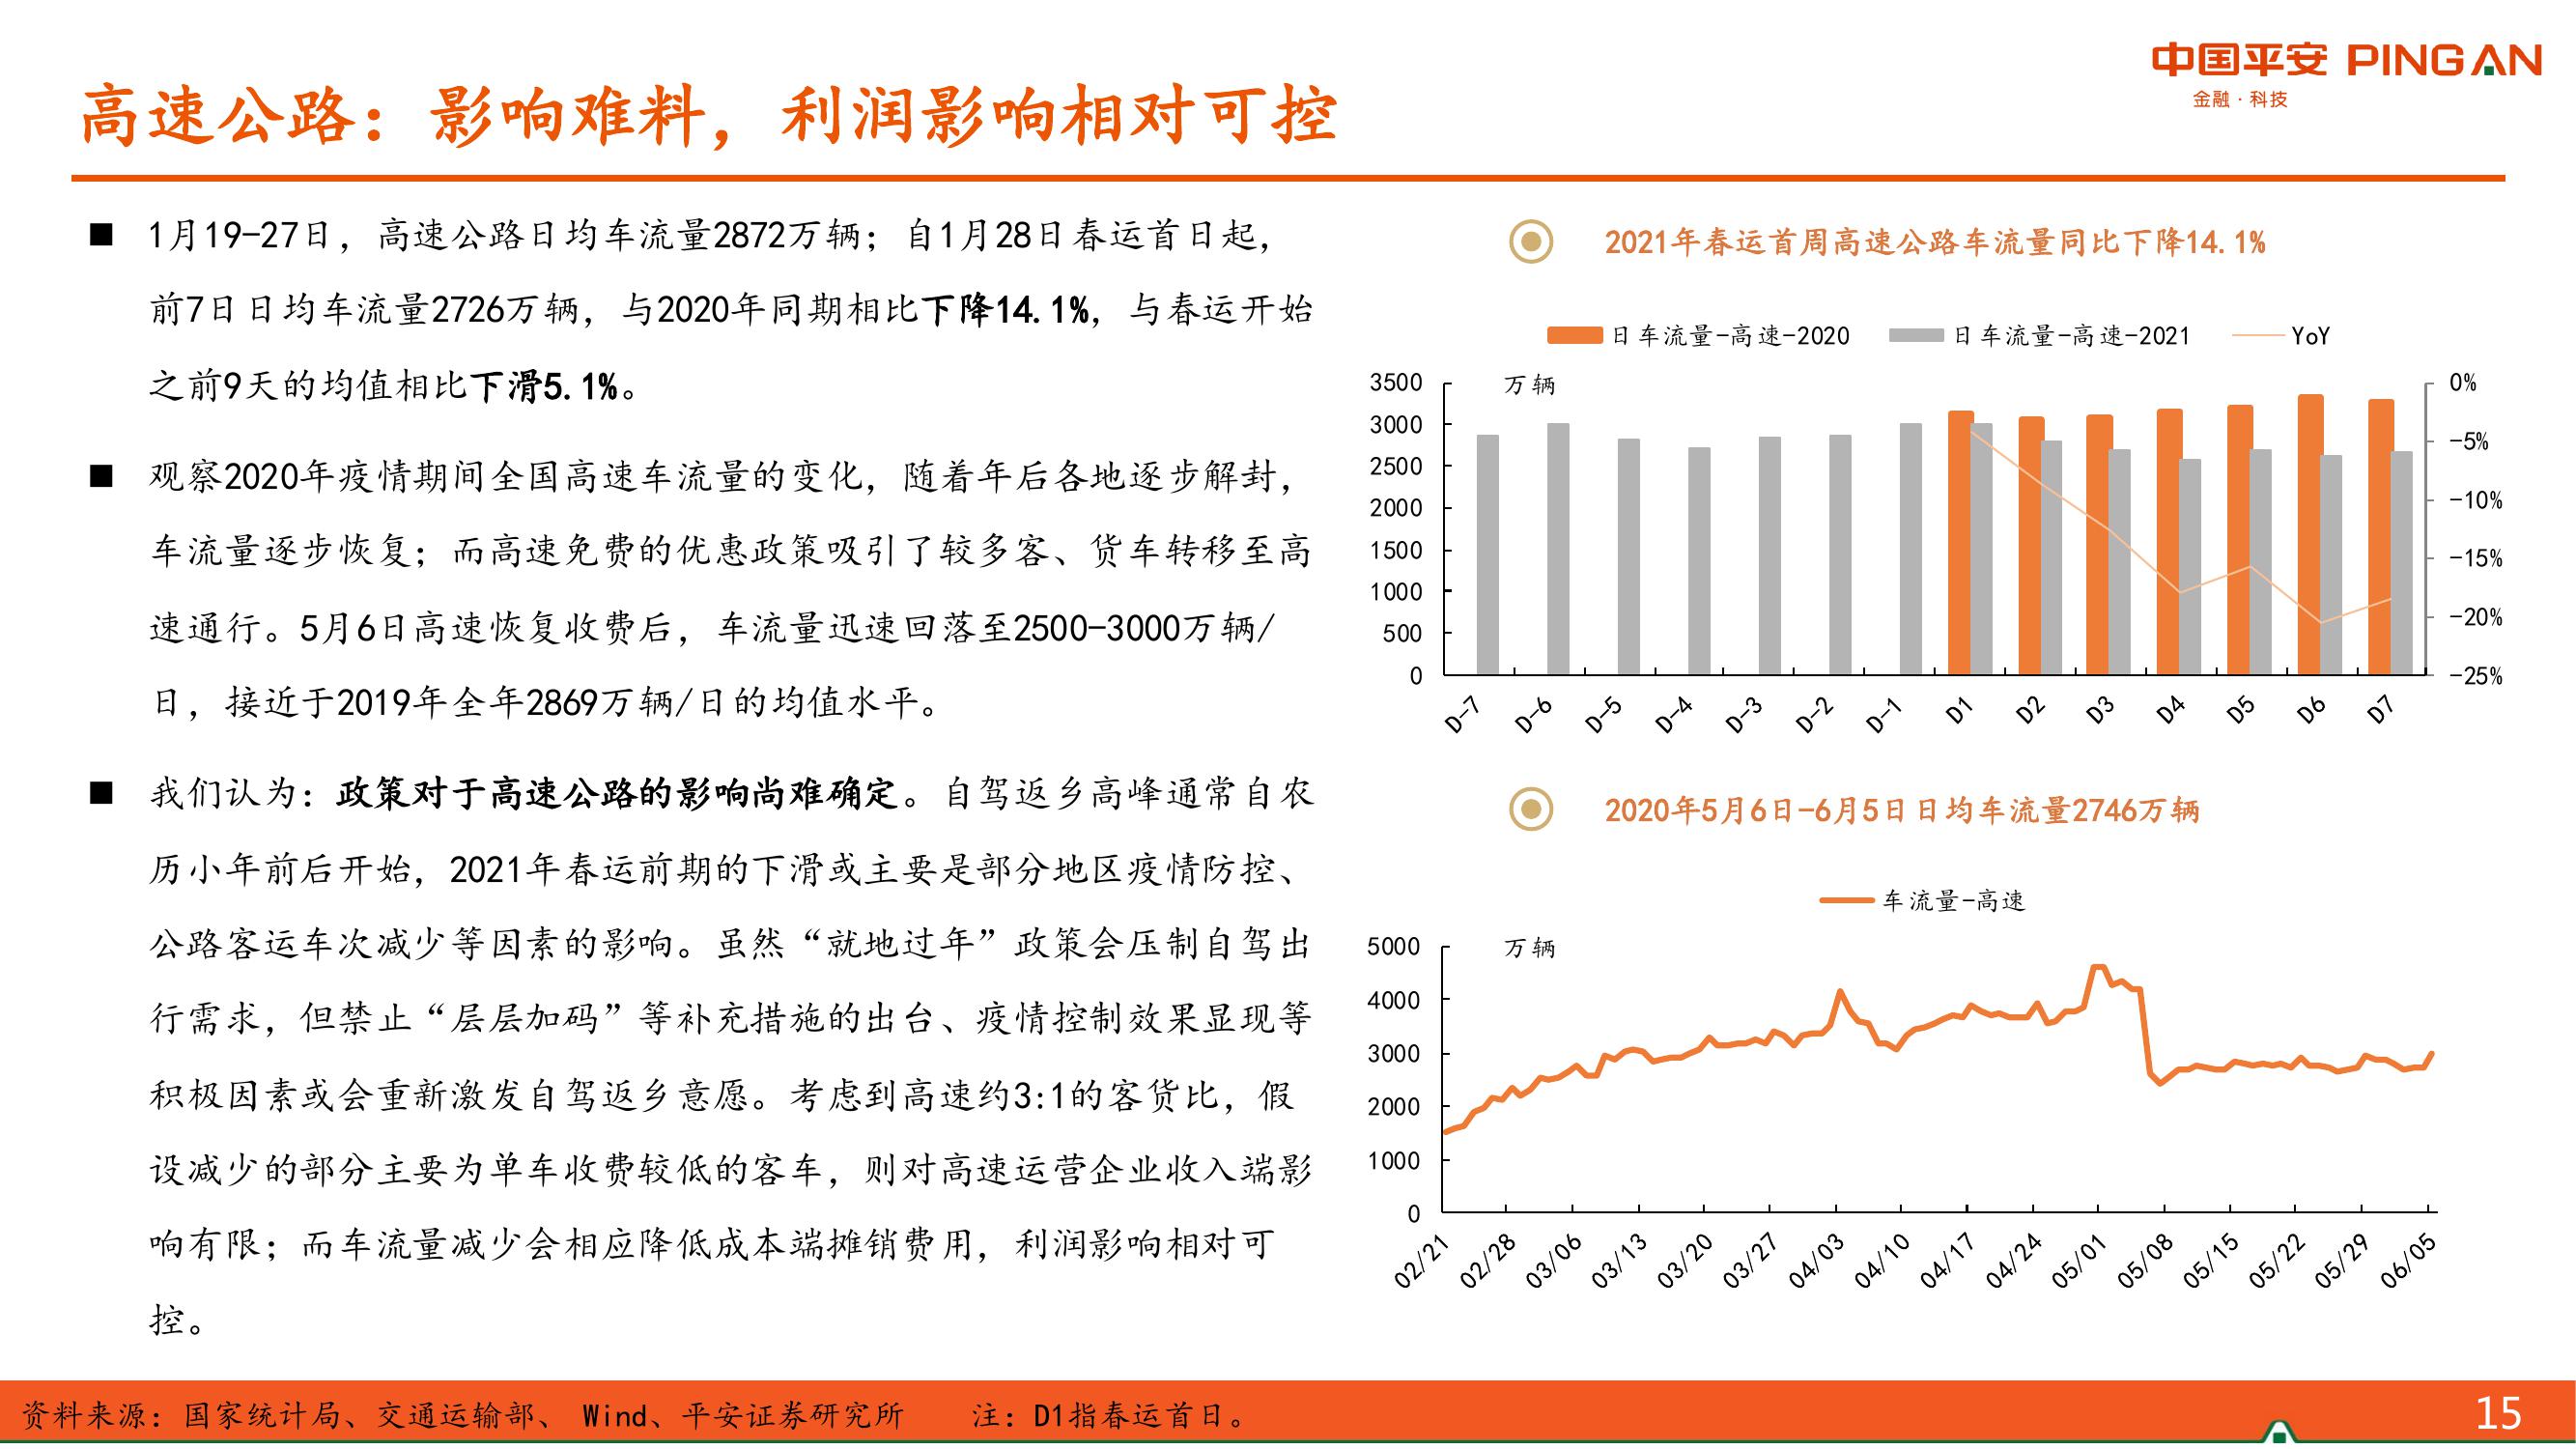 中国平安 PINGAN
金融·科技
高速公路：影响难料，利润影响相对可控
■ 1月19-27日，高速公路日均车流量2872万辆；自1月28日春运首日起，
前7日日均车流量2726万辆，与2020年同期相比下降14.1%，与春运开始
之前9天的均值相比下滑5.1%。
■ 观察2020年疫情期间全国高速车流量的变化，随着年后各地逐步解封，
车流量逐步恢复；而高速免费的优惠政策吸引了较多客、货车转移至高
速通行。5月6日高速恢复收费后，车流量迅速回落至2500-3000万辆/
日，接近于2019年全年2869万辆/日的均值水平。
■ 我们认为：政策对于高速公路的影响尚难确定。自驾返乡高峰通常自农
历小年前后开始，2021年春运前期的下滑或主要是部分地区疫情防控、
公路客运车次减少等因素的影响。虽然“就地过年”政策会压制自驾出
行需求，但禁止“层层加码”等补充措施的出台、疫情控制效果显现等
积极因素或会重新激发自驾返乡意愿。考虑到高速约3:1的客货比，假
设减少的部分主要为单车收费较低的客车，则对高速运营企业收入端影
响有限；而车流量减少会相应降低成本端摊销费用，利润影响相对可
控。
2021年春运首周高速公路车流量同比下降14.1%
日车流量-高速-2020 日车流量-高速-2021 YoY
万辆
3500
3000
2500
2000
1500
1000
500
0
0%
-5%
-10%
-15%
-20%
-25%
D-7 D-6 D-5 D-4 D-3 D-2 D-1 D1 D2 D3 D4 D5 D6 D7
2020年5月6日-6月5日日均车流量2746万辆
车流量-高速
万辆
5000
4000
3000
2000
1000
0
02/21 02/28 03/06 03/13 03/20 03/27 04/03 04/10 04/17 04/24 05/01 05/08 05/15 05/22 05/29 06/05
资料来源：国家统计局、交通运输部、 Wind、平安证券研究所 注：D1指春运首日。
15